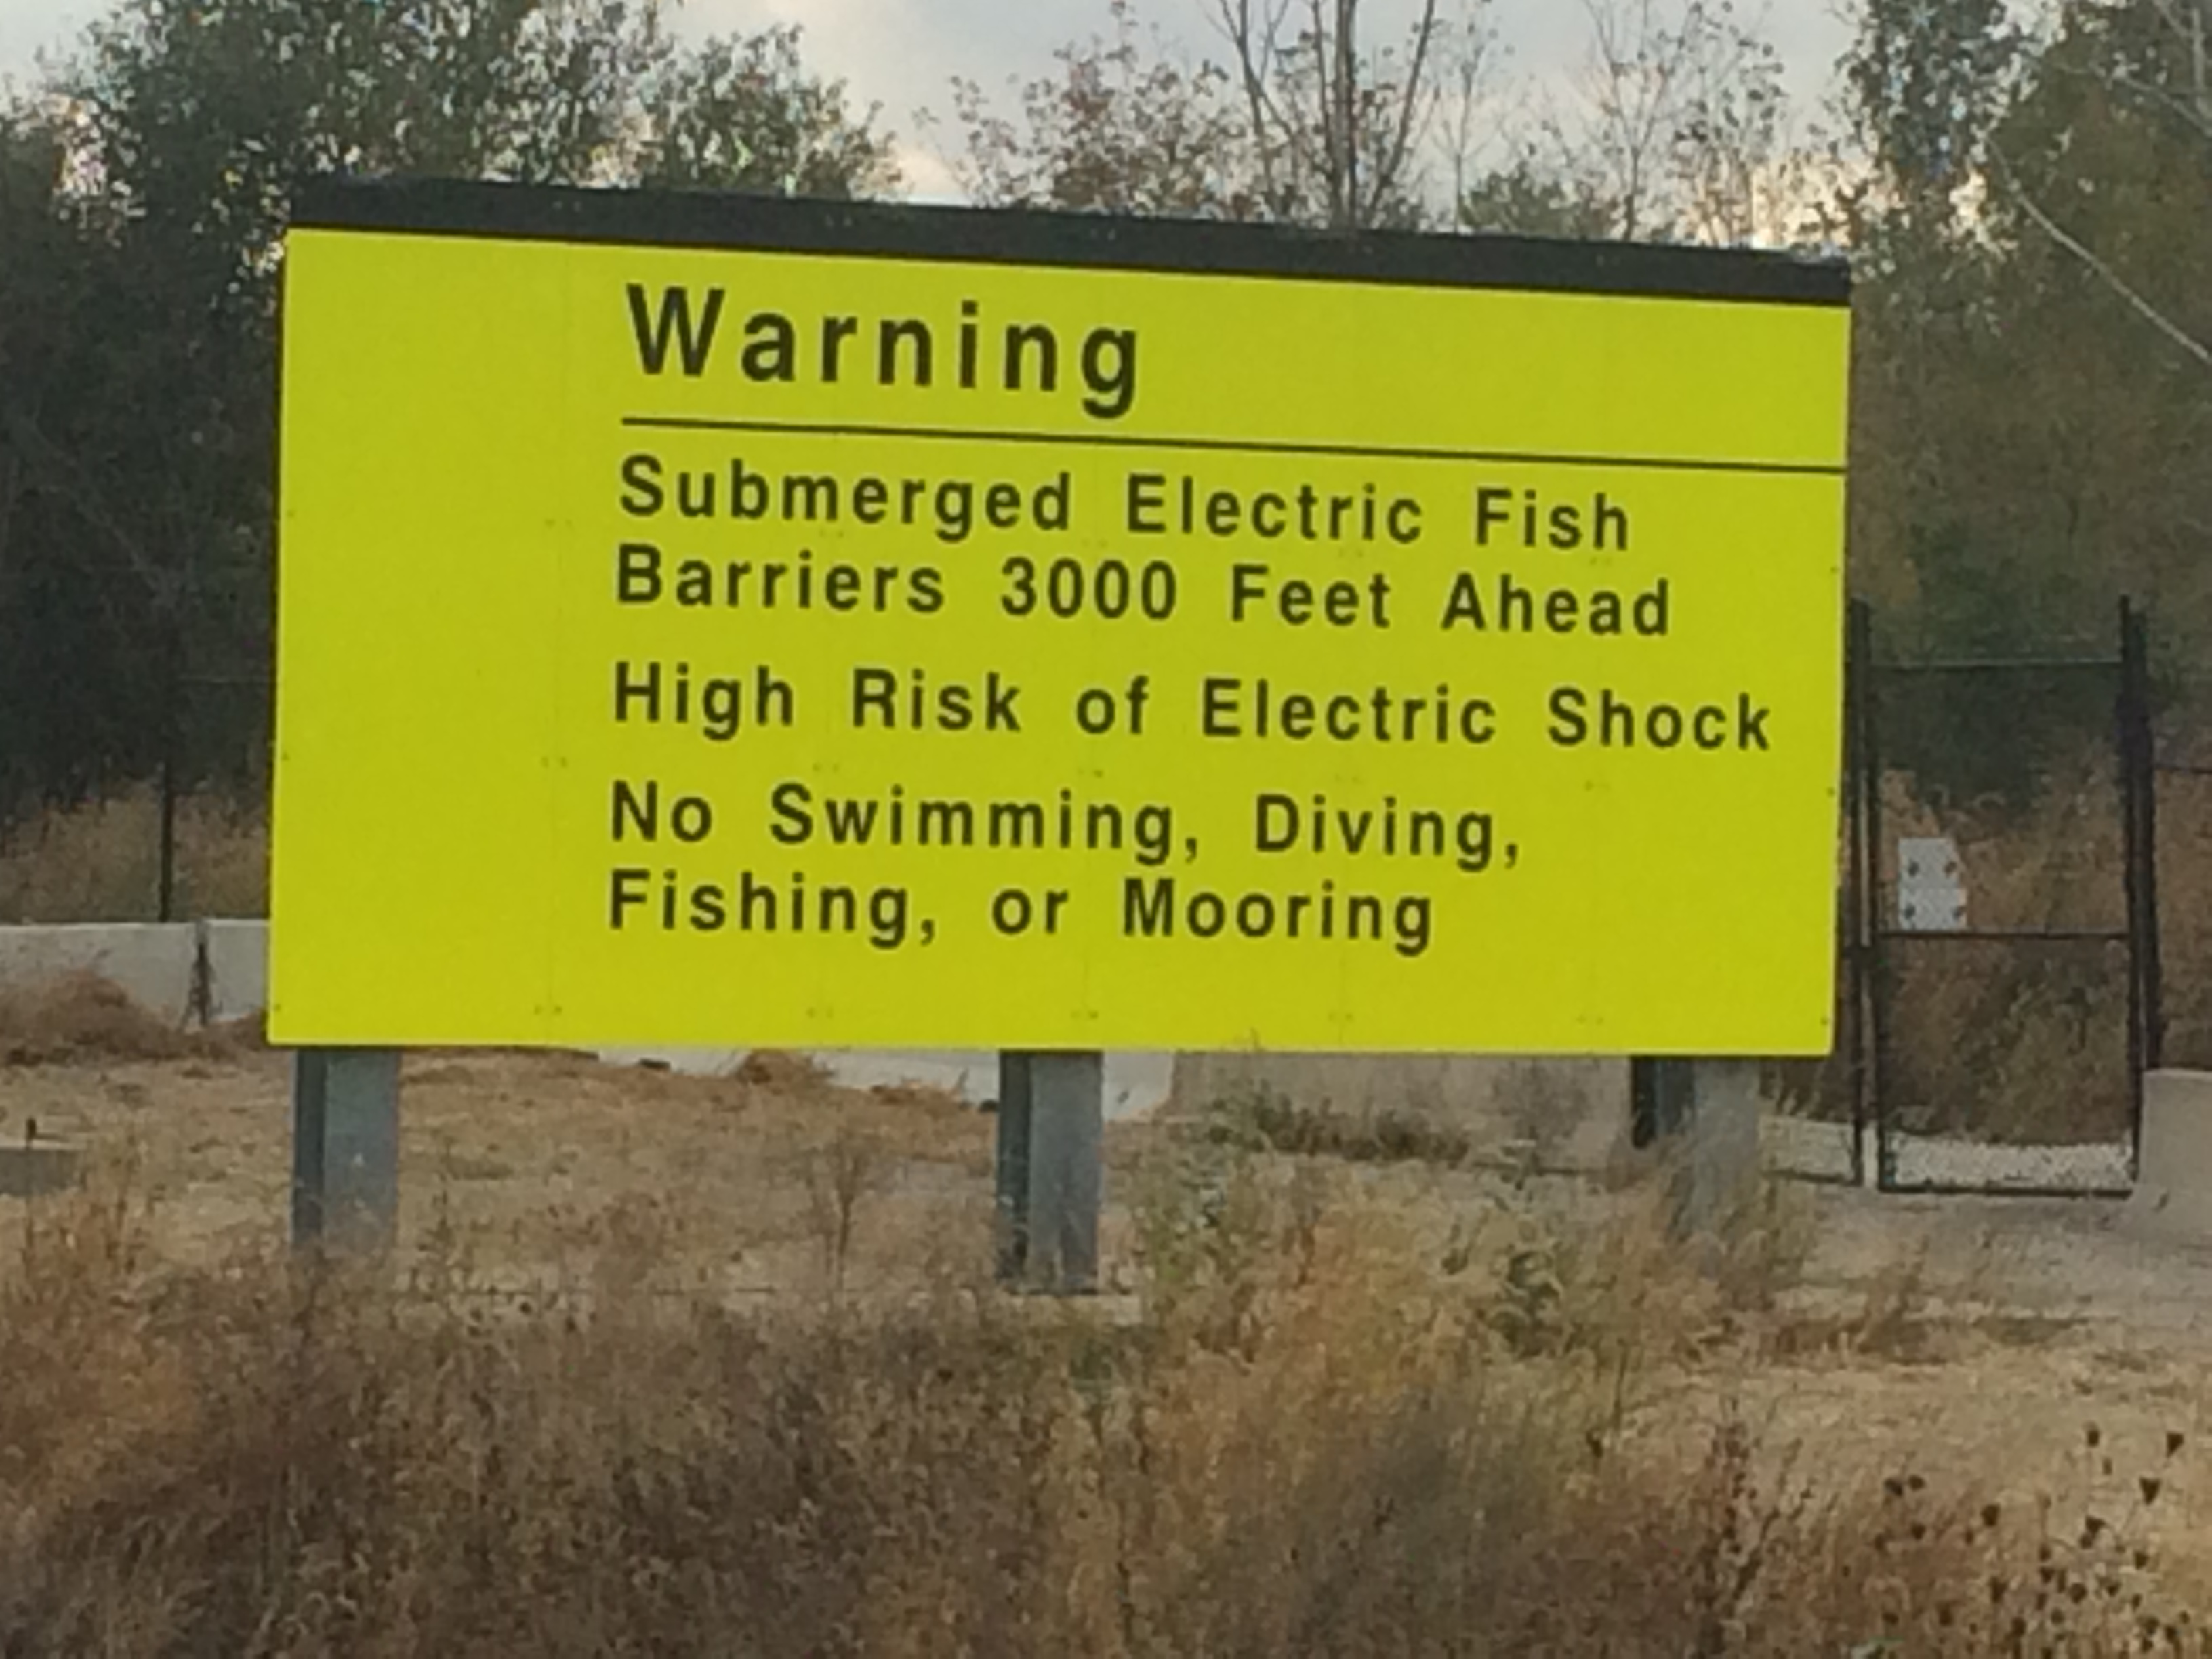 Warning
Submerged Electric Fish
Barriers 3000 Feet Ahead
High Risk of Electric Shock
No Swimming, Diving,
Fishing, or Mooring